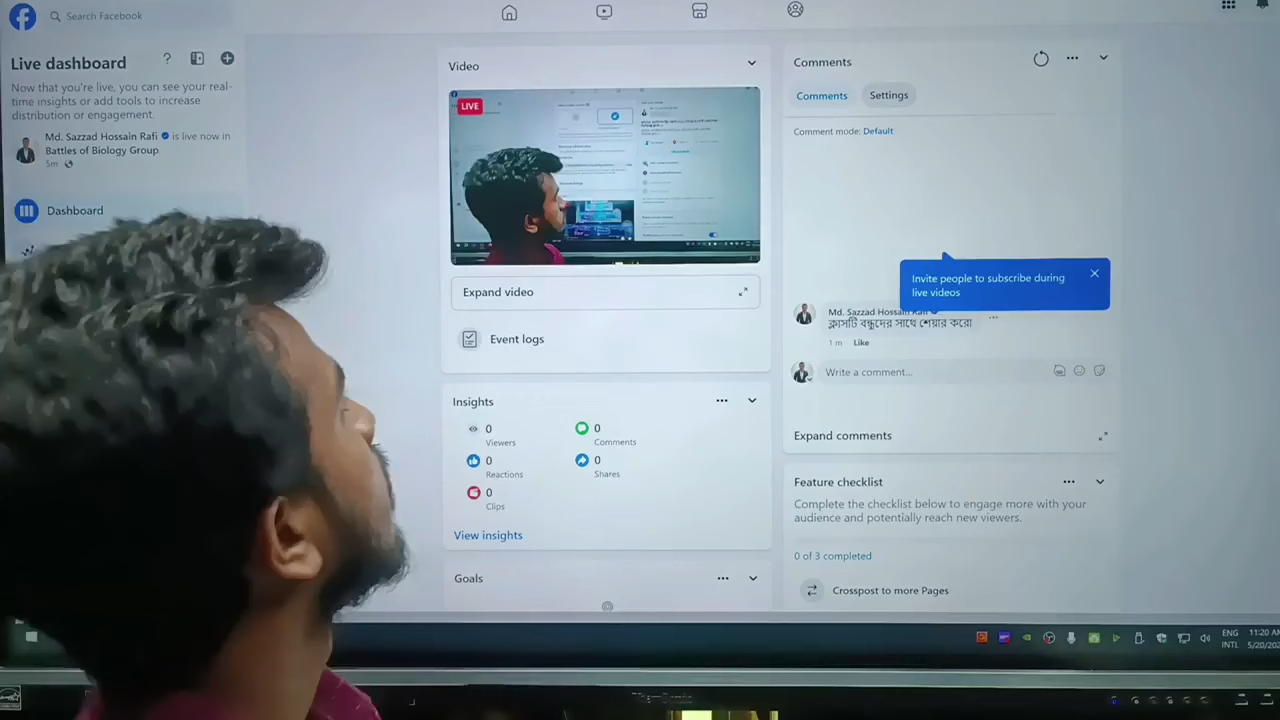 Search Facebook
Live dashboard
Now that you're live, you can see your real-
time insights or add tools to increase
distribution or engagement.
Md. Sazzad Hossain Rafi is live now in
Battles of Biology Group.
5m
Dashboard
Video
LIVE
Expand video
Event logs
Insights
0
Viewers
0
Comments
0
Reactions
0
Shares
0
Clips
View insights
Goals
Comments
Comments
Settings
Comment mode: Default
Invite people to subscribe during
live videos
Md. Sazzad Hossain Rafi
ক্লাসটি বন্ধুদের সাথে শেয়ার করো
1 m Like
Write a comment...
Expand comments
Feature checklist
Complete the checklist below to engage more with your
audience and potentially reach new viewers.
0 of 3 completed
Crosspost to more Pages
ENG
INTL
11:20 AM